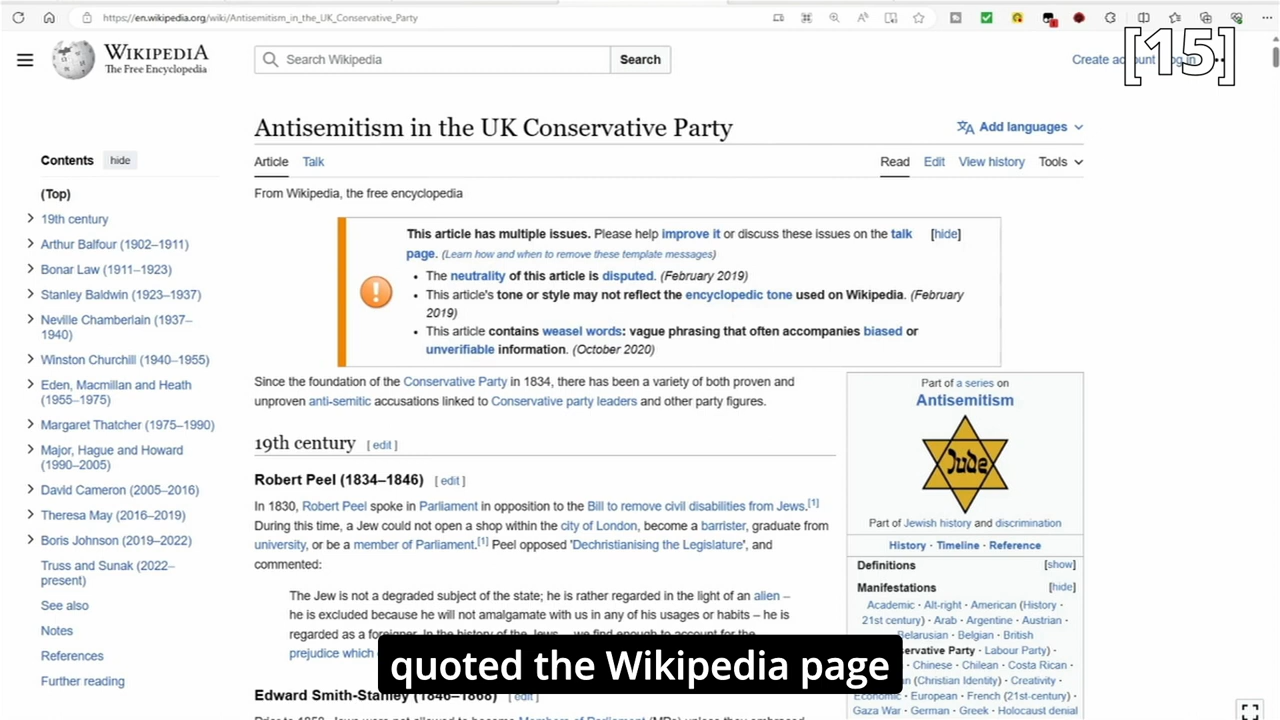 https://en.wikipedia.org/wiki/Antisemitism_in_the_UK_Conservative_Party
[15]
WIKIPEDIA
The Free Encyclopedia
Search Wikipedia
Search
Create account
Log in
Antisemitism in the UK Conservative Party
Add languages
Article Talk
Read Edit View history Tools
From Wikipedia, the free encyclopedia
Contents hide
(Top)
19th century
Arthur Balfour (1902–1911)
Bonar Law (1911–1923)
Stanley Baldwin (1923–1937)
Neville Chamberlain (1937–
1940)
Winston Churchill (1940–1955)
Eden, Macmillan and Heath
(1955–1975)
Margaret Thatcher (1975–1990)
Major, Hague and Howard
(1990–2005)
David Cameron (2005–2016)
Theresa May (2016–2019)
Boris Johnson (2019–2022)
Truss and Sunak (2022–
present)
See also
Notes
References
Further reading
This article has multiple issues. Please help improve it or discuss these issues on the talk
page. (Learn how and when to remove these template messages)
[hide]
• The neutrality of this article is disputed. (February 2019)
• This article's tone or style may not reflect the encyclopedic tone used on Wikipedia. (February
2019)
• This article contains weasel words: vague phrasing that often accompanies biased or
unverifiable information. (October 2020)
Since the foundation of the Conservative Party in 1834, there has been a variety of both proven and
unproven anti-semitic accusations linked to Conservative party leaders and other party figures.
19th century [ edit ]
Robert Peel (1834–1846) [ edit ]
In 1830, Robert Peel spoke in Parliament in opposition to the Bill to remove civil disabilities from Jews.[1]
During this time, a Jew could not open a shop within the city of London, become a barrister, graduate from
university, or be a member of Parliament.[1] Peel opposed 'Dechristianising the Legislature', and
commented:
The Jew is not a degraded subject of the state; he is rather regarded in the light of an alien –
he is excluded because he will not amalgamate with us in any of his usages or habits – he is
regarded as a foreigner. In the history of the Jews we find enough to account for the
prejudice which
Edward Smith-Stanley (1846–1868) [ edit ]
Part of a series on
Antisemitism
Jude
Part of Jewish history and discrimination
History · Timeline · Reference
Definitions [show]
Manifestations [hide]
Academic · Alt-right · American (History ·
21st century) · Arab · Argentine · Austrian ·
Belarusian · Belgian · British
Conservative Party · Labour Party) ·
Chinese · Chilean · Costa Rican ·
(Christian Identity) · Creativity ·
Economic · European · French (21st-century) ·
Gaza War · German · Greek · Holocaust denial
quoted the Wikipedia page